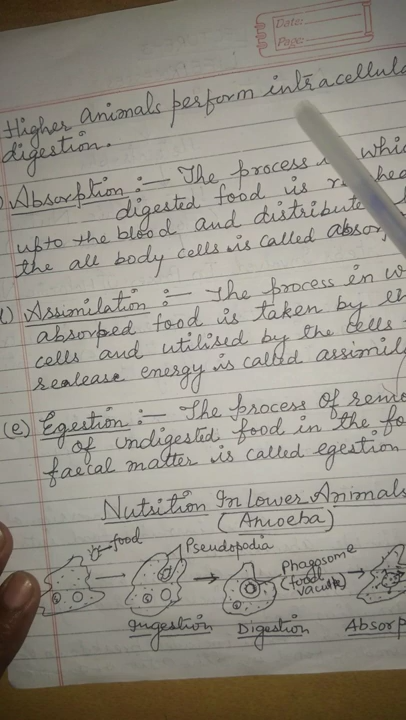 Date:
Page:
Higher animals perform intracellula
digestion.
Absorption :— The process which
digested food is
upto the blood and distribute
the all body cells is called absor
Assimilation :— The process in w
absorbed food is taken by
cells and utilised by the cells
realease energy is called assimil
(e) Egestion :— The process of remo
of undigested food in the fo
faecal matter is called egestion
Nutrition In Lower Animals
(Amoeba)
food
Pseudopodia
Phagosome
(food
vacuole)
Ingestion Digestion Absorp